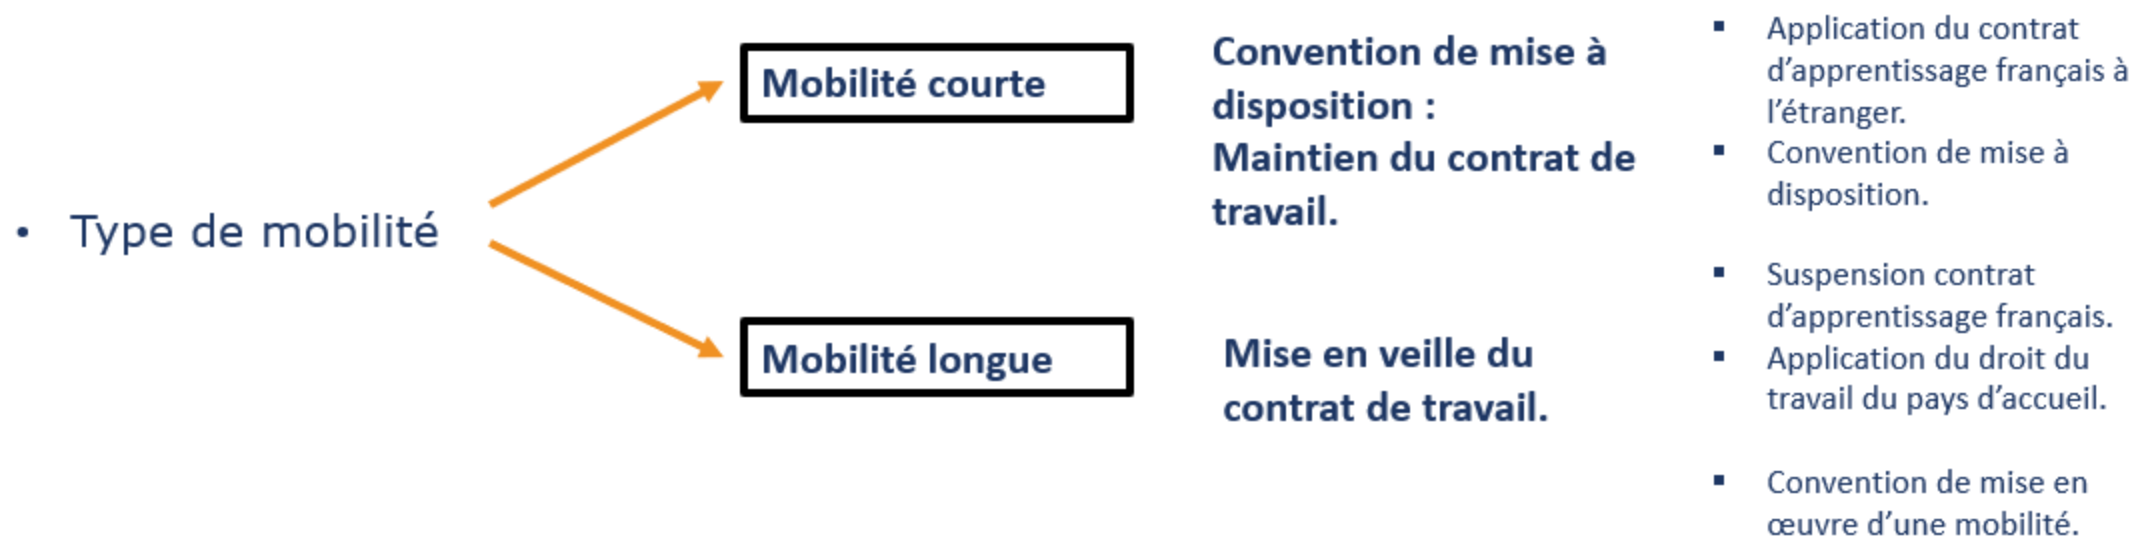 • Type de mobilité
Mobilité courte
Convention de mise à
disposition :
Maintien du contrat de
travail.
▪ Application du contrat
d’apprentissage français à
l’étranger.
▪ Convention de mise à
disposition.
Mobilité longue
Mise en veille du
contrat de travail.
▪ Suspension contrat
d’apprentissage français.
▪ Application du droit du
travail du pays d’accueil.
▪ Convention de mise en
œuvre d’une mobilité.